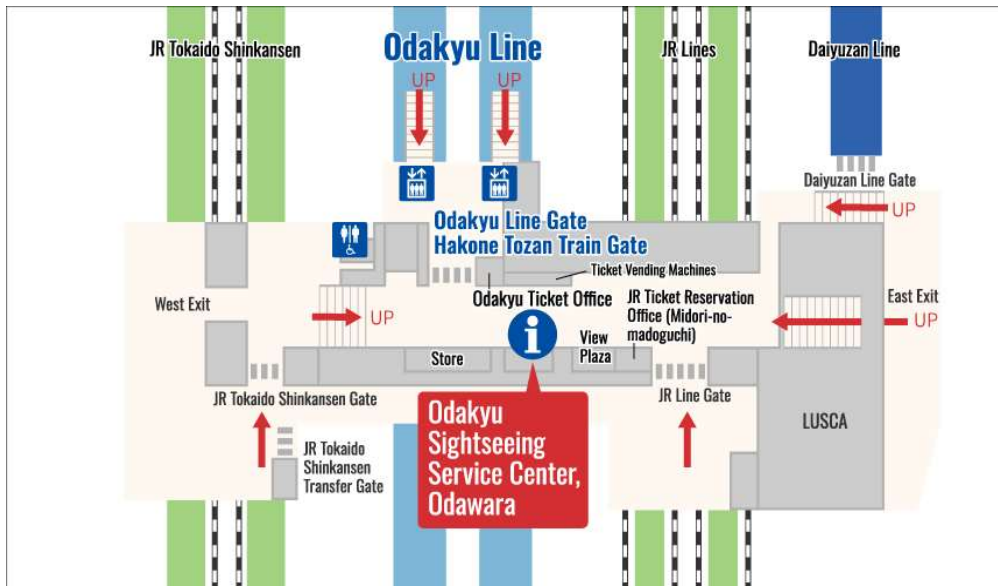 JR Tokaido Shinkansen
Odakyu Line
JR Lines
Daiyuzan Line
UP
UP
Daiyuzan Line Gate
UP
Odakyu Line Gate
Hakone Tozan Train Gate
Ticket Vending Machines
Odakyu Ticket Office
JR Ticket Reservation
Office (Midori-no-
madoguchi)
West Exit
UP
East Exit
UP
i
Store
View
Plaza
JR Tokaido Shinkansen Gate
JR Line Gate
LUSCA
Odakyu
Sightseeing
Service Center,
Odawara
JR Tokaido
Shinkansen
Transfer Gate